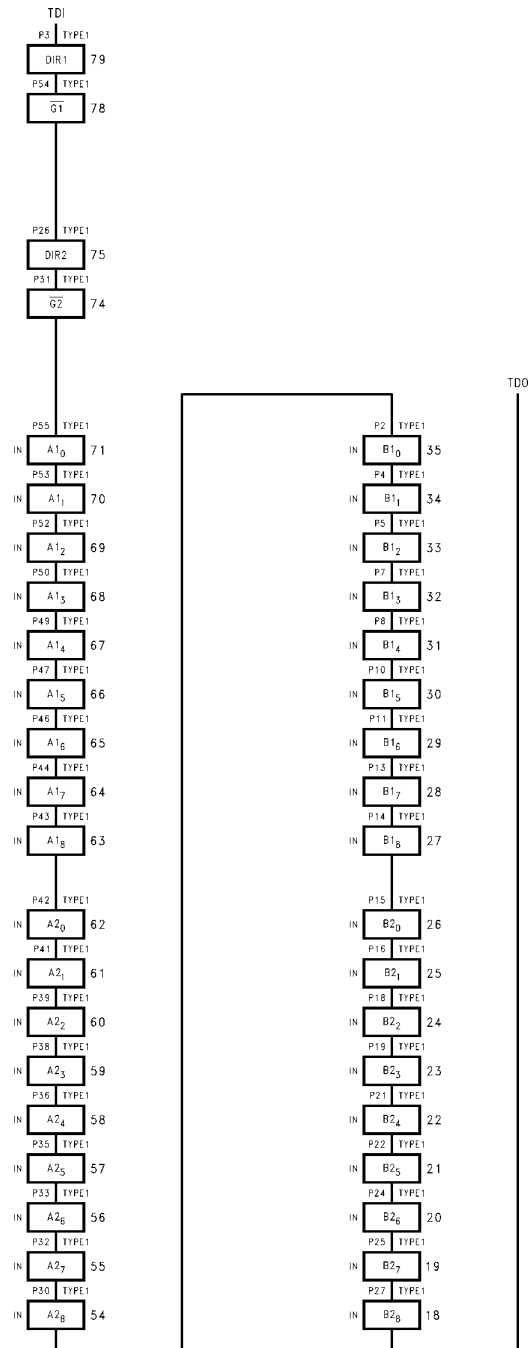 TDI
P3 TYPE1
DIR1 79
P54 TYPE1
G1 78
P26 TYPE1
DIR2 75
P31 TYPE1
G2 74
TDO
P55 TYPE1
IN A1₀ 71
P53 TYPE1
IN A1₁ 70
P52 TYPE1
IN A1₂ 69
P50 TYPE1
IN A1₃ 68
P49 TYPE1
IN A1₄ 67
P47 TYPE1
IN A1₅ 66
P46 TYPE1
IN A1₆ 65
P44 TYPE1
IN A1₇ 64
P43 TYPE1
IN A1₈ 63
P42 TYPE1
IN A2₀ 62
P41 TYPE1
IN A2₁ 61
P39 TYPE1
IN A2₂ 60
P38 TYPE1
IN A2₃ 59
P36 TYPE1
IN A2₄ 58
P35 TYPE1
IN A2₅ 57
P33 TYPE1
IN A2₆ 56
P32 TYPE1
IN A2₇ 55
P30 TYPE1
IN A2₈ 54
P2 TYPE1
IN B1₀ 35
P4 TYPE1
IN B1₁ 34
P5 TYPE1
IN B1₂ 33
P7 TYPE1
IN B1₃ 32
P8 TYPE1
IN B1₄ 31
P10 TYPE1
IN B1₅ 30
P11 TYPE1
IN B1₆ 29
P13 TYPE1
IN B1₇ 28
P14 TYPE1
IN B1₈ 27
P15 TYPE1
IN B2₀ 26
P16 TYPE1
IN B2₁ 25
P18 TYPE1
IN B2₂ 24
P19 TYPE1
IN B2₃ 23
P21 TYPE1
IN B2₄ 22
P22 TYPE1
IN B2₅ 21
P24 TYPE1
IN B2₆ 20
P25 TYPE1
IN B2₇ 19
P27 TYPE1
IN B2₈ 18